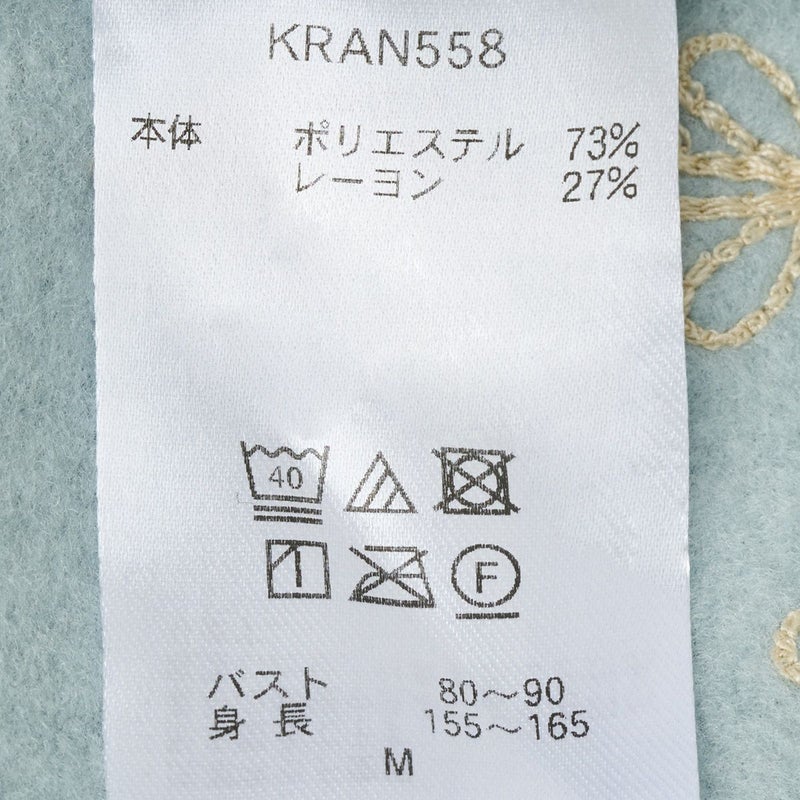 KRAN558
本体 ポリエステル 73%
レーヨン 27%
40
F
バスト 80～90
身長 155～165
M